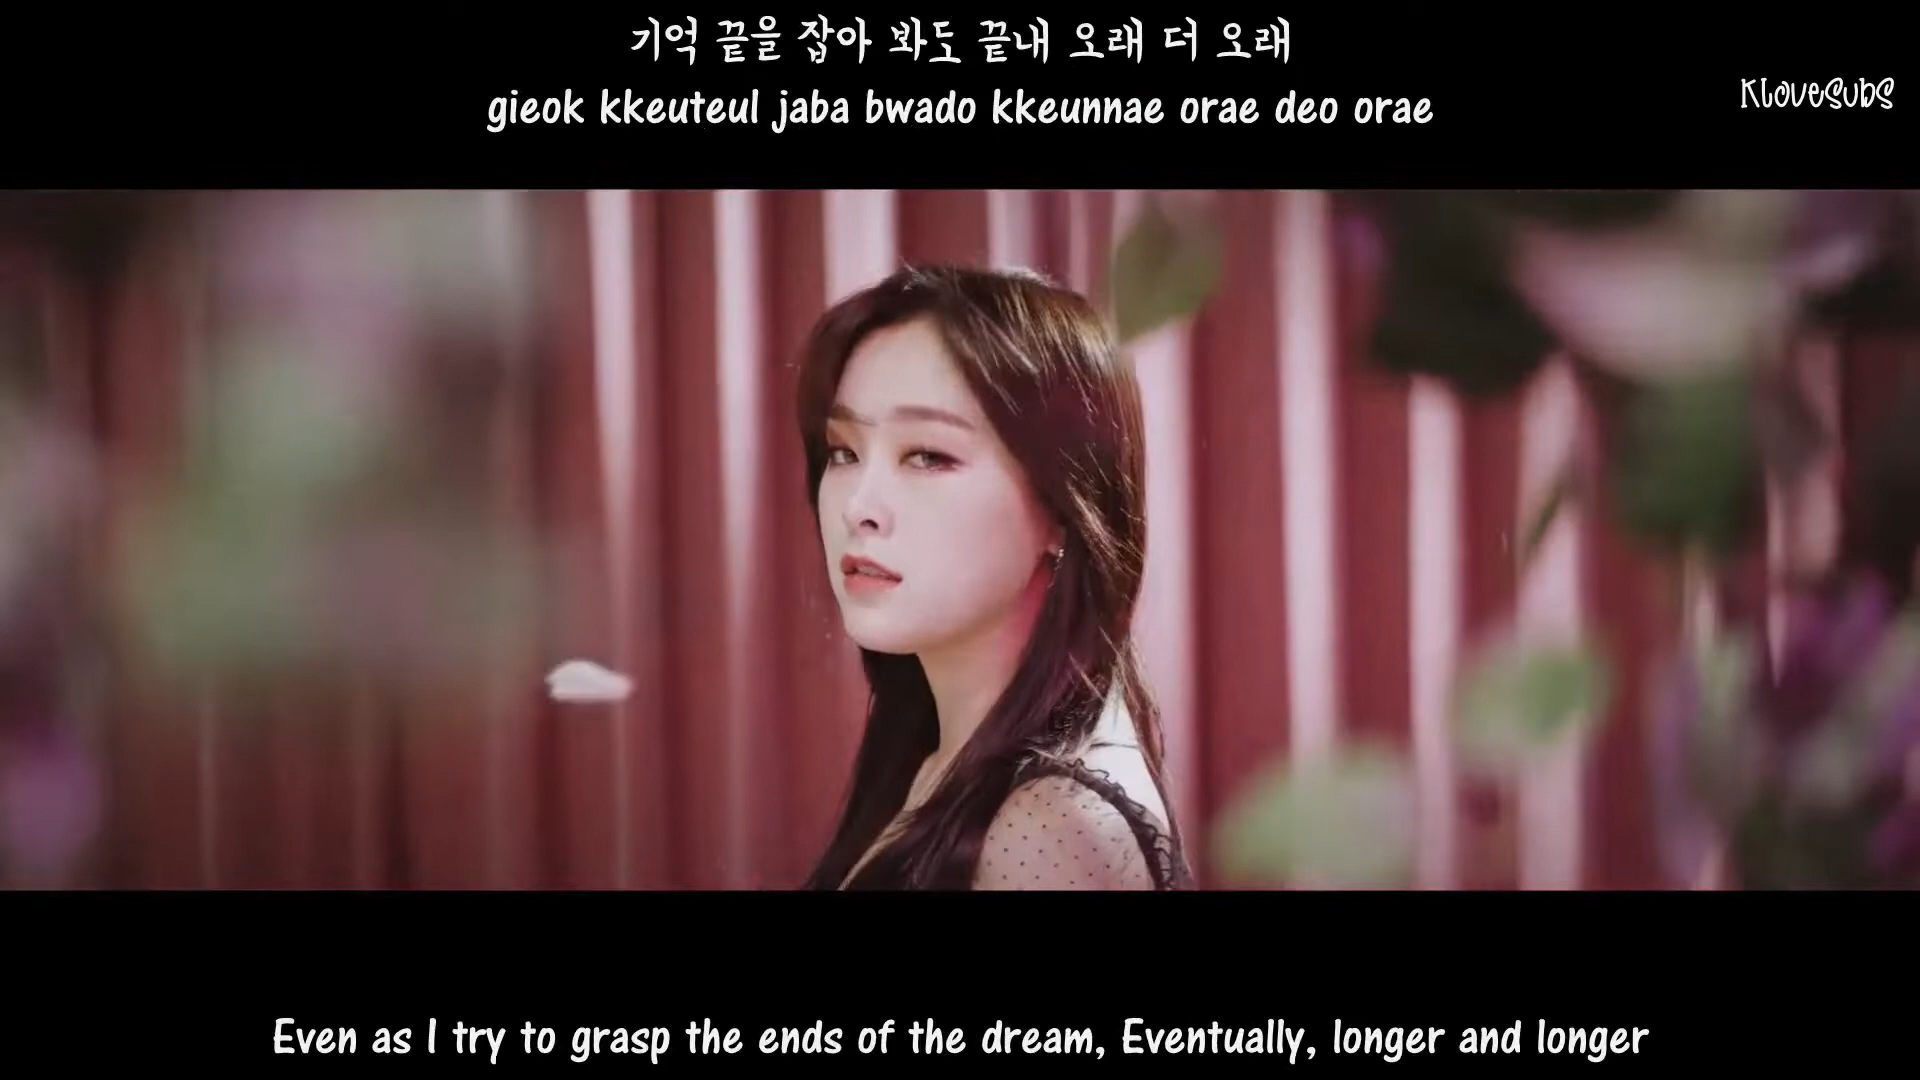 기억 끝을 잡아 봐도 끝내 오래 더 오래
gieok kkeuteul jaba bwado kkeunnae orae deo orae
KLoveSubs
Even as I try to grasp the ends of the dream, Eventually, longer and longer